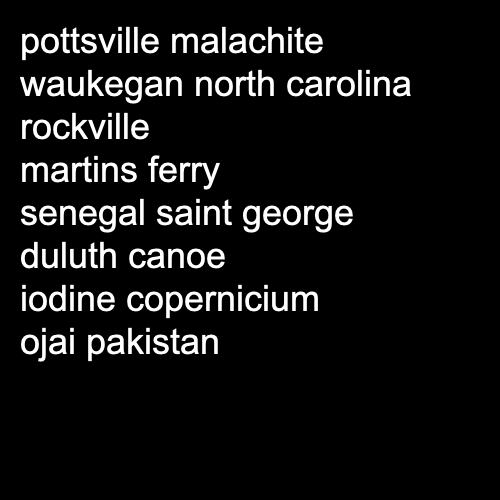 pottsville malachite
waukegan north carolina
rockville
martins ferry
senegal saint george
duluth canoe
iodine copernicium
ojai pakistan